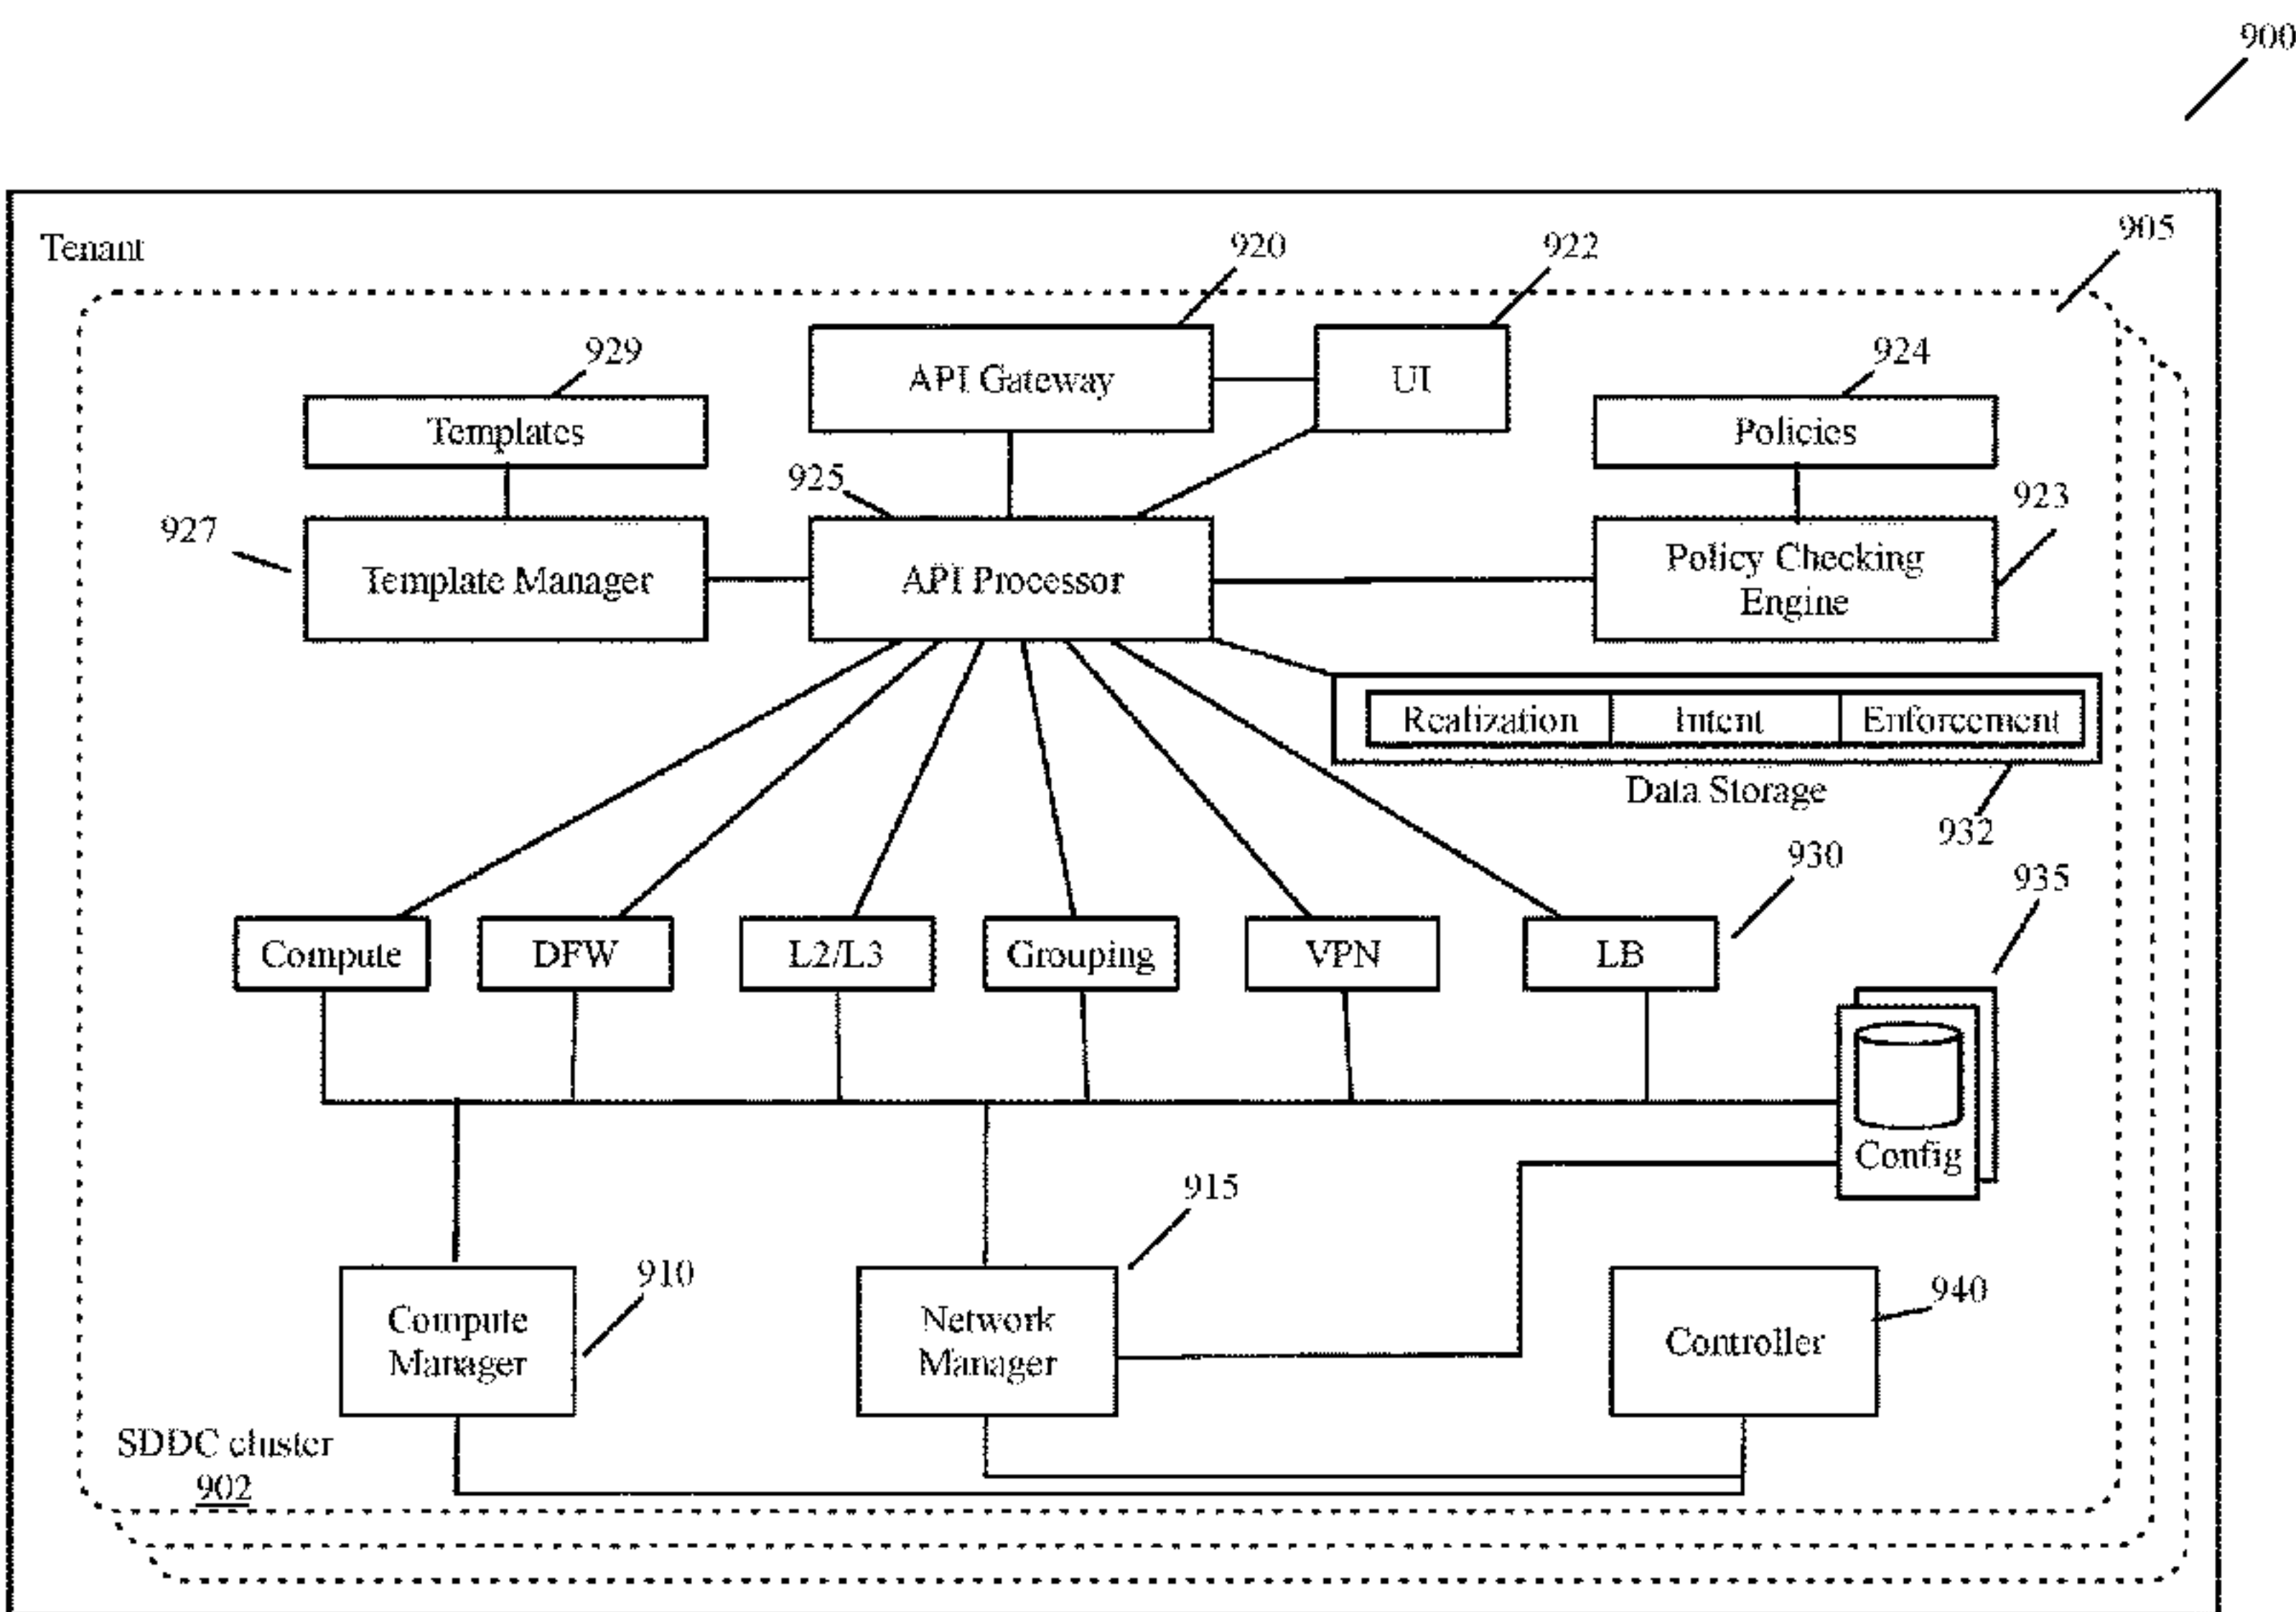 900
Tenant
905
920
922
929
924
API Gateway
UI
Templates
Policies
925
923
927
Template Manager
API Processor
Policy Checking
Engine
Realization
Intent
Enforcement
Data Storage
932
930
935
Compute
DFW
L2/L3
Grouping
VPN
LB
Config
915
910
940
Compute
Manager
Network
Manager
Controller
SDDC cluster
902